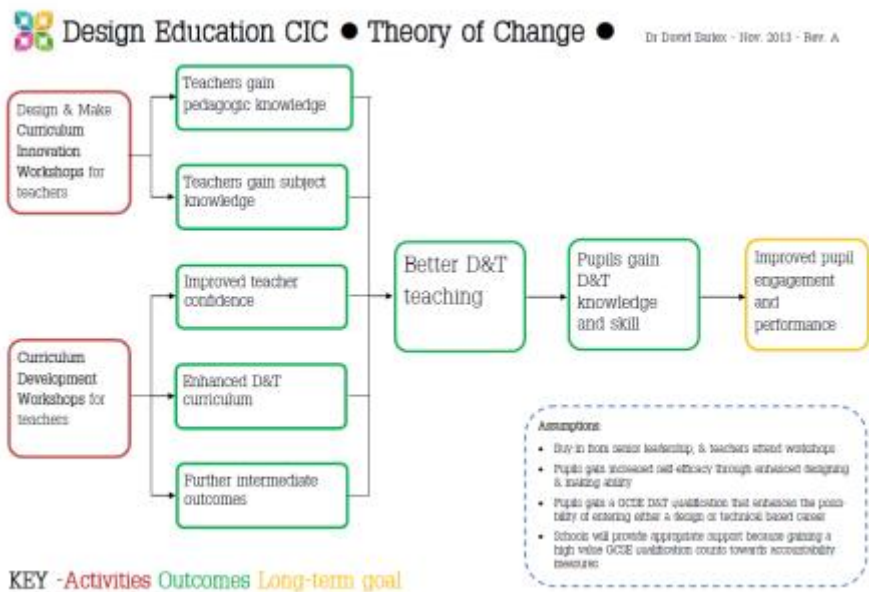 Design Education CIC ● Theory of Change ●
Dr David Barlex - Nov. 2013 - Rev. A
Design & Make
Curriculum
Innovation
Workshops for
teachers
Teachers gain
pedagogic knowledge
Teachers gain subject
knowledge
Improved teacher
confidence
Curriculum
Development
Workshops for
teachers
Enhanced D&T
curriculum
Further intermediate
outcomes
Better D&T
teaching
Pupils gain
D&T
knowledge
and skill
Improved pupil
engagement
and
performance
Assumptions
• Buy in from senior leadership, & teachers attend workshops
• Pupils gain increased self efficacy through enhanced designing
& making ability
• Pupils gain a GCSE D&T qualification that enhances the possi-
bility of entering either a design or technical based career
• Schools will provide appropriate support because gaining a
high value GCSE qualification counts towards accountability
measures
KEY -Activities Outcomes Long-term goal